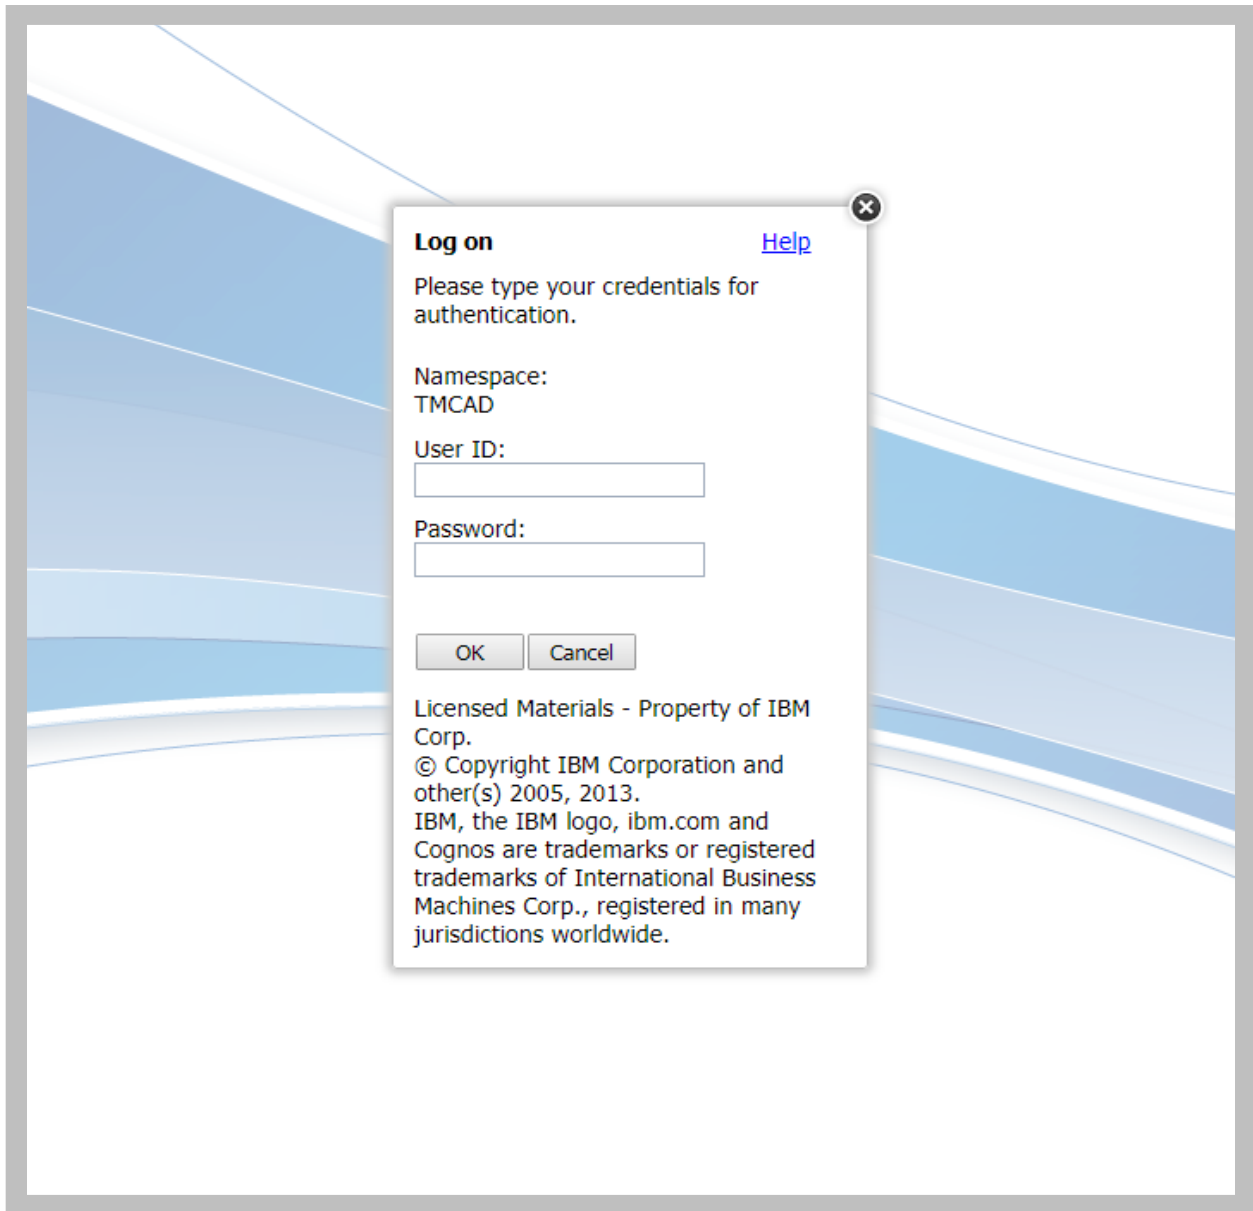 Log on Help
Please type your credentials for
authentication.
Namespace:
TMCAD
User ID:
Password:
OK Cancel
Licensed Materials - Property of IBM
Corp.
© Copyright IBM Corporation and
other(s) 2005, 2013.
IBM, the IBM logo, ibm.com and
Cognos are trademarks or registered
trademarks of International Business
Machines Corp., registered in many
jurisdictions worldwide.